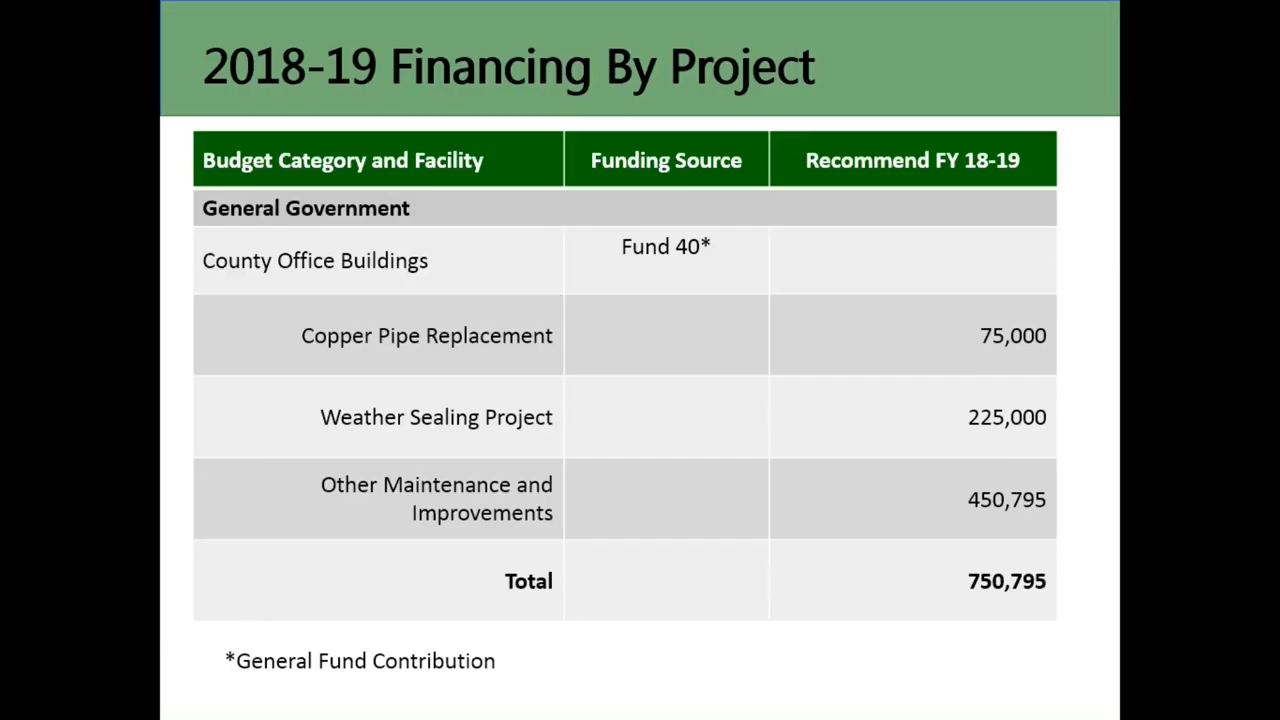 2018-19 Financing By Project
Budget Category and Facility Funding Source Recommend FY 18-19
General Government
County Office Buildings Fund 40*
Copper Pipe Replacement 75,000
Weather Sealing Project 225,000
Other Maintenance and
Improvements 450,795
Total 750,795
*General Fund Contribution